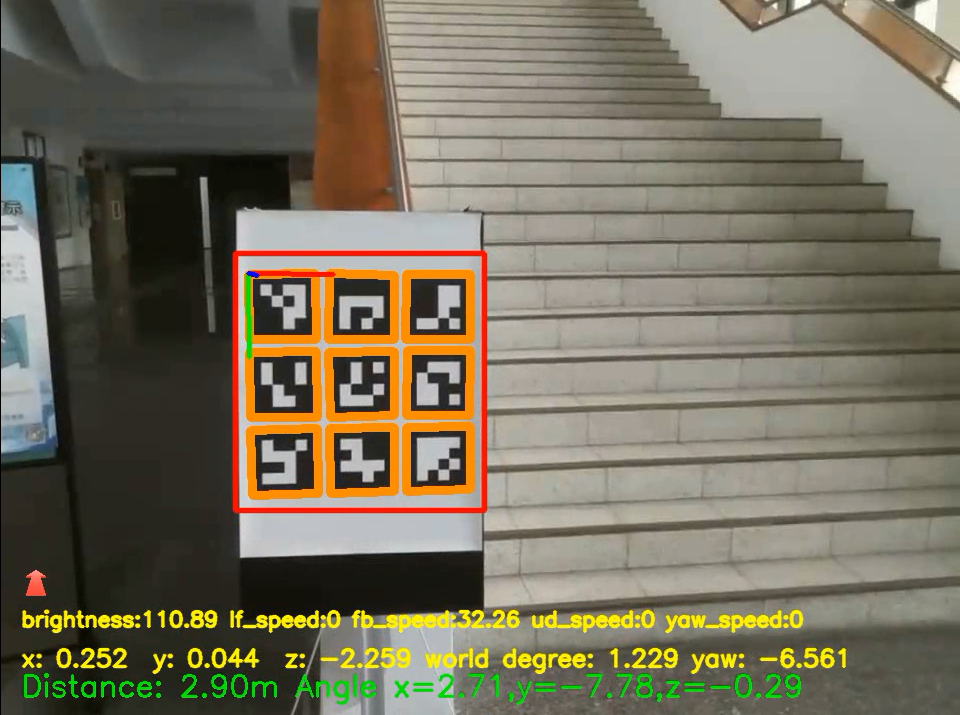 示
brightness:110.89 lf_speed:0 fb_speed:32.26 ud_speed:0 yaw_speed:0
x: 0.252 y: 0.044 z: -2.259 world degree: 1.229 yaw: -6.561
Distance: 2.90m Angle x=2.71,y=-7.78,z=-0.29